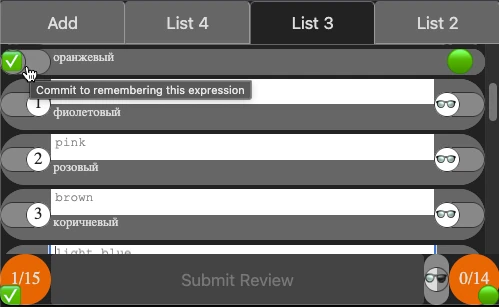 Add List 4 List 3 List 2
оранжевый
Commit to remembering this expression
1
фиолетовый
pink
2
розовый
brown
3
коричневый
light blue
1/15 Submit Review 0/14